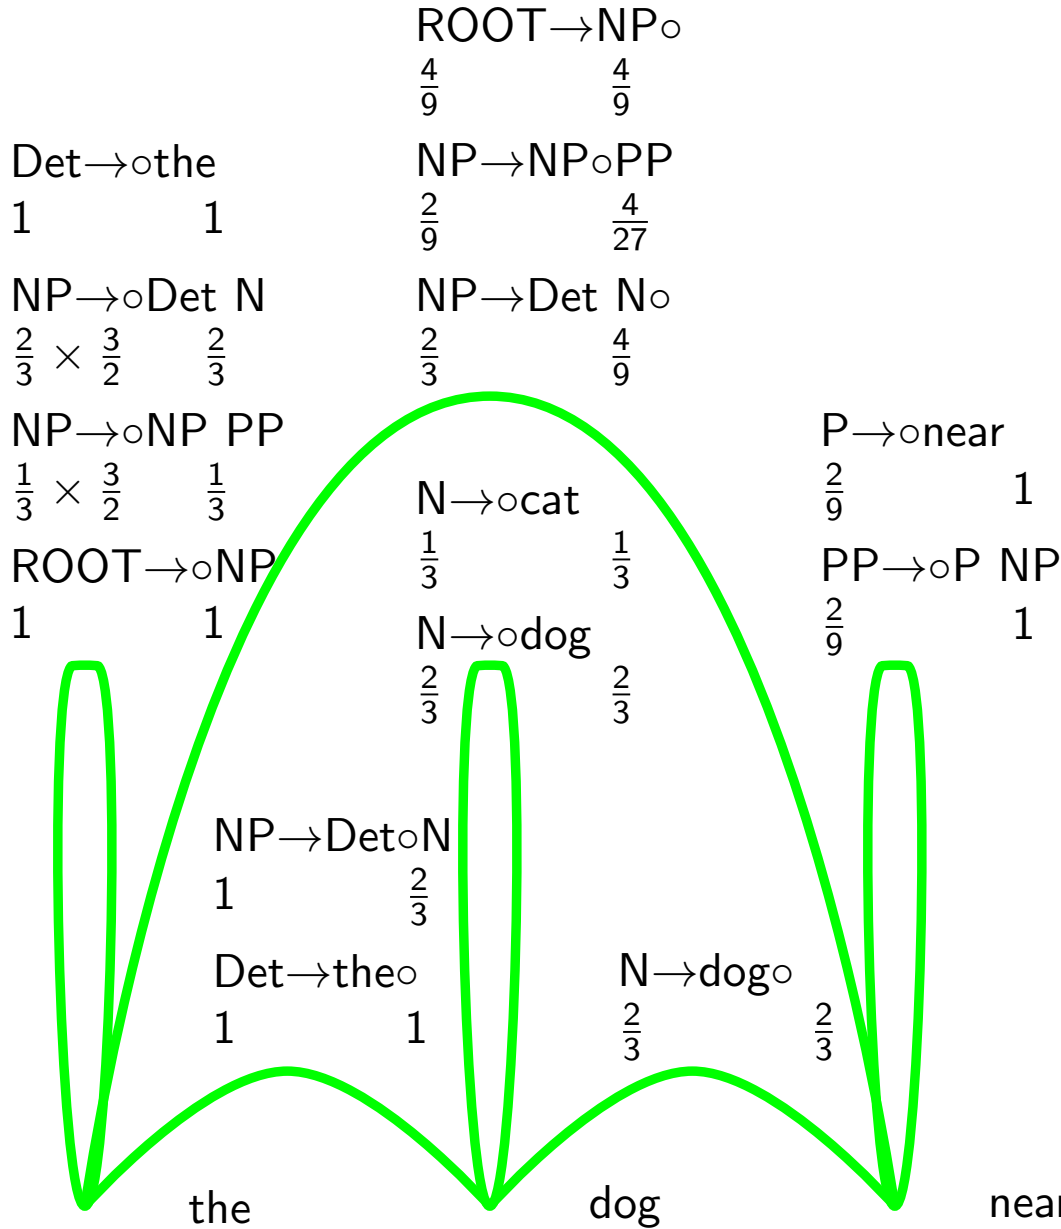 ROOT→NP∘
4/9 4/9
Det→∘the
1 1
NP→NP∘PP
2/9 4/27
NP→∘Det N
2/3 × 3/2 2/3
NP→Det N∘
2/3 4/9
NP→∘NP PP
1/3 × 3/2 1/3
ROOT→∘NP
1 1
N→∘cat
1/3 1/3
N→∘dog
2/3 2/3
P→∘near
2/9 1
PP→∘P NP
2/9 1
NP→Det∘N
1 2/3
Det→the∘
1 1
N→dog∘
2/3 2/3
the dog near